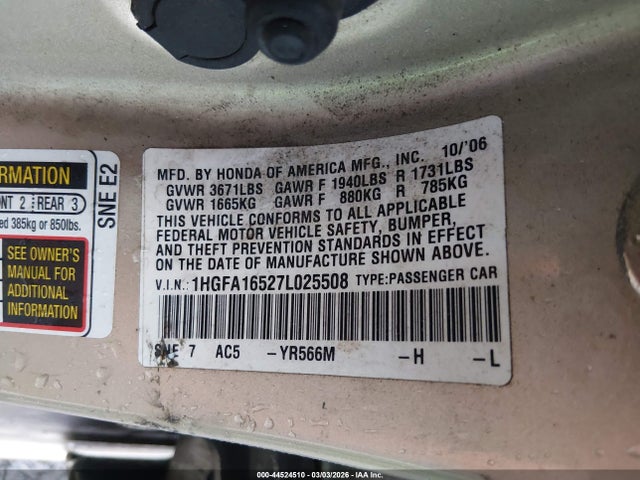 MFD. BY HONDA OF AMERICA MFG., INC. 10/'06
GVWR 3671LBS GAWR F 1940LBS R 1731LBS
GVWR 1665KG GAWR F 880KG R 785KG
THIS VEHICLE CONFORMS TO ALL APPLICABLE
FEDERAL MOTOR VEHICLE SAFETY, BUMPER,
AND THEFT PREVENTION STANDARDS IN EFFECT
ON THE DATE OF MANUFACTURE SHOWN ABOVE.
V.I.N.: 1HGFA16527L025508 TYPE:PASSENGER CAR
SNE 7 AC5 -YR566M -H -L
SNE E2
2 REAR 3
385kg or 850lbs.
SEE OWNER'S
MANUAL FOR
ADDITIONAL
INFORMATION
000-44524510 - 03/03/2026 - © IAA Inc.